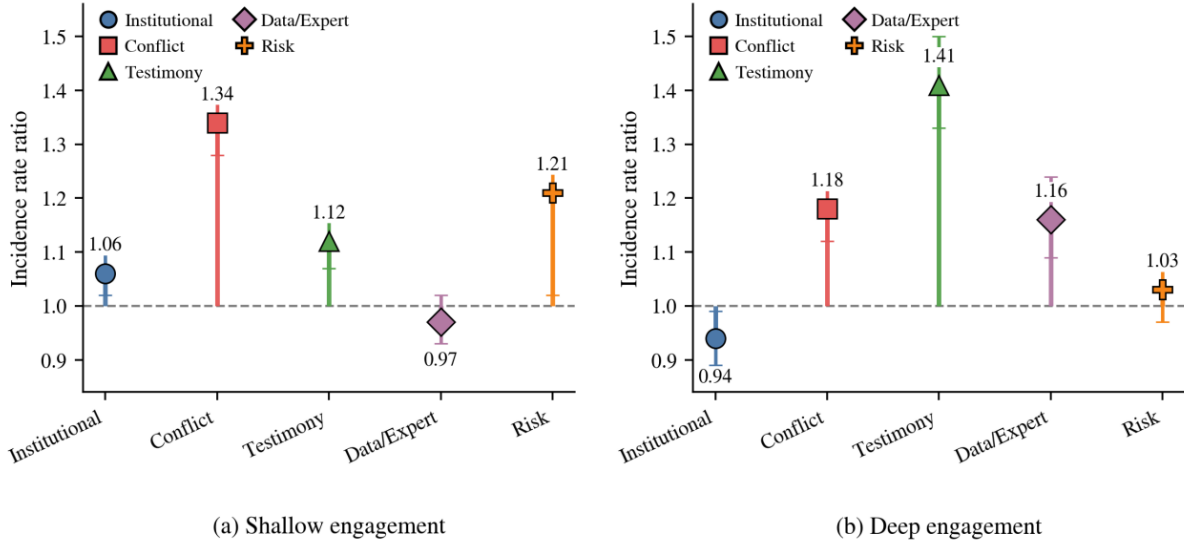 Incidence rate ratio
1.5
1.4
1.3
1.2
1.1
1.0
0.9
Institutional
Conflict
Testimony
Data/Expert
Risk
1.06
1.34
1.12
0.97
1.21
Institutional
Conflict
Testimony
Data/Expert
Risk
(a) Shallow engagement
Incidence rate ratio
1.5
1.4
1.3
1.2
1.1
1.0
0.9
Institutional
Conflict
Testimony
Data/Expert
Risk
0.94
1.18
1.41
1.16
1.03
Institutional
Conflict
Testimony
Data/Expert
Risk
(b) Deep engagement